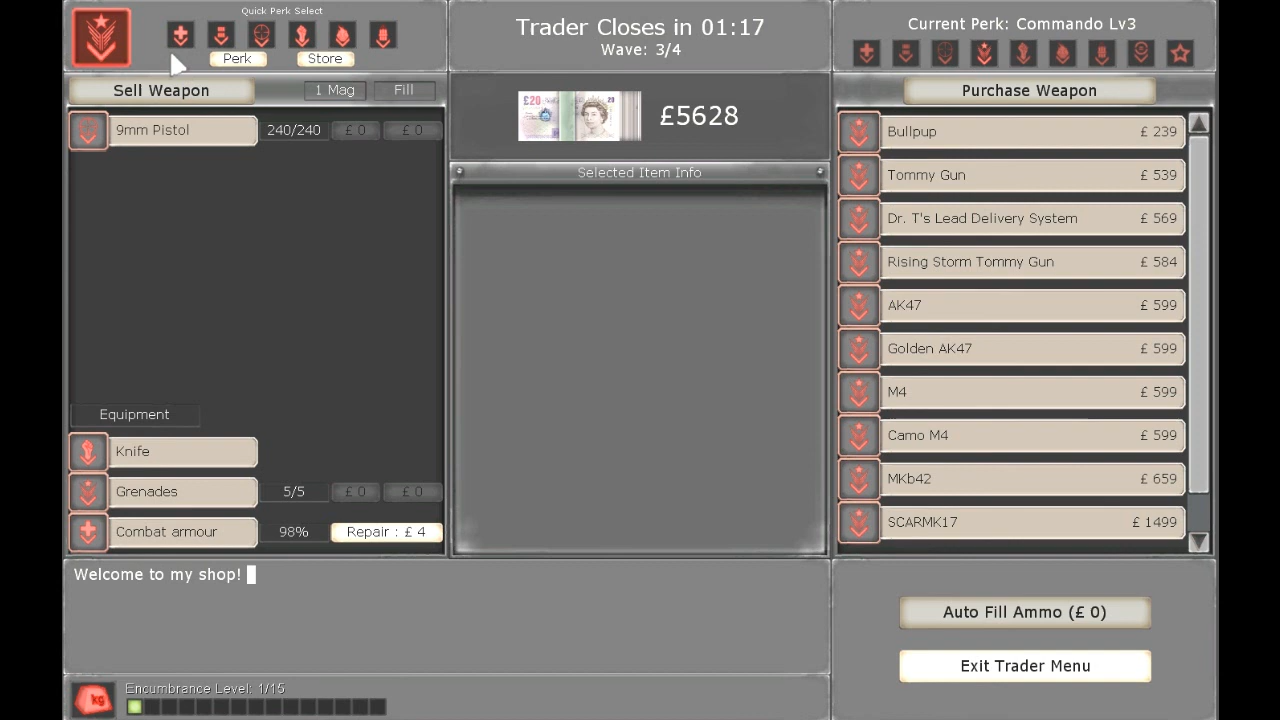 Quick Perk Select
Perk
Store
Trader Closes in 01:17
Wave: 3/4
Current Perk: Commando Lv3
Sell Weapon
1 Mag
Fill
£20
£5628
Purchase Weapon
9mm Pistol
240/240
£ 0
£ 0
Selected Item Info
Bullpup £ 239
Tommy Gun £ 539
Dr. T's Lead Delivery System £ 569
Rising Storm Tommy Gun £ 584
AK47 £ 599
Golden AK47 £ 599
M4 £ 599
Camo M4 £ 599
MKb42 £ 659
SCARMK17 £ 1499
Equipment
Knife
Grenades
5/5
£ 0
£ 0
Combat armour
98%
Repair : £ 4
Welcome to my shop!
Auto Fill Ammo (£ 0)
Exit Trader Menu
kg
Encumbrance Level: 1/15